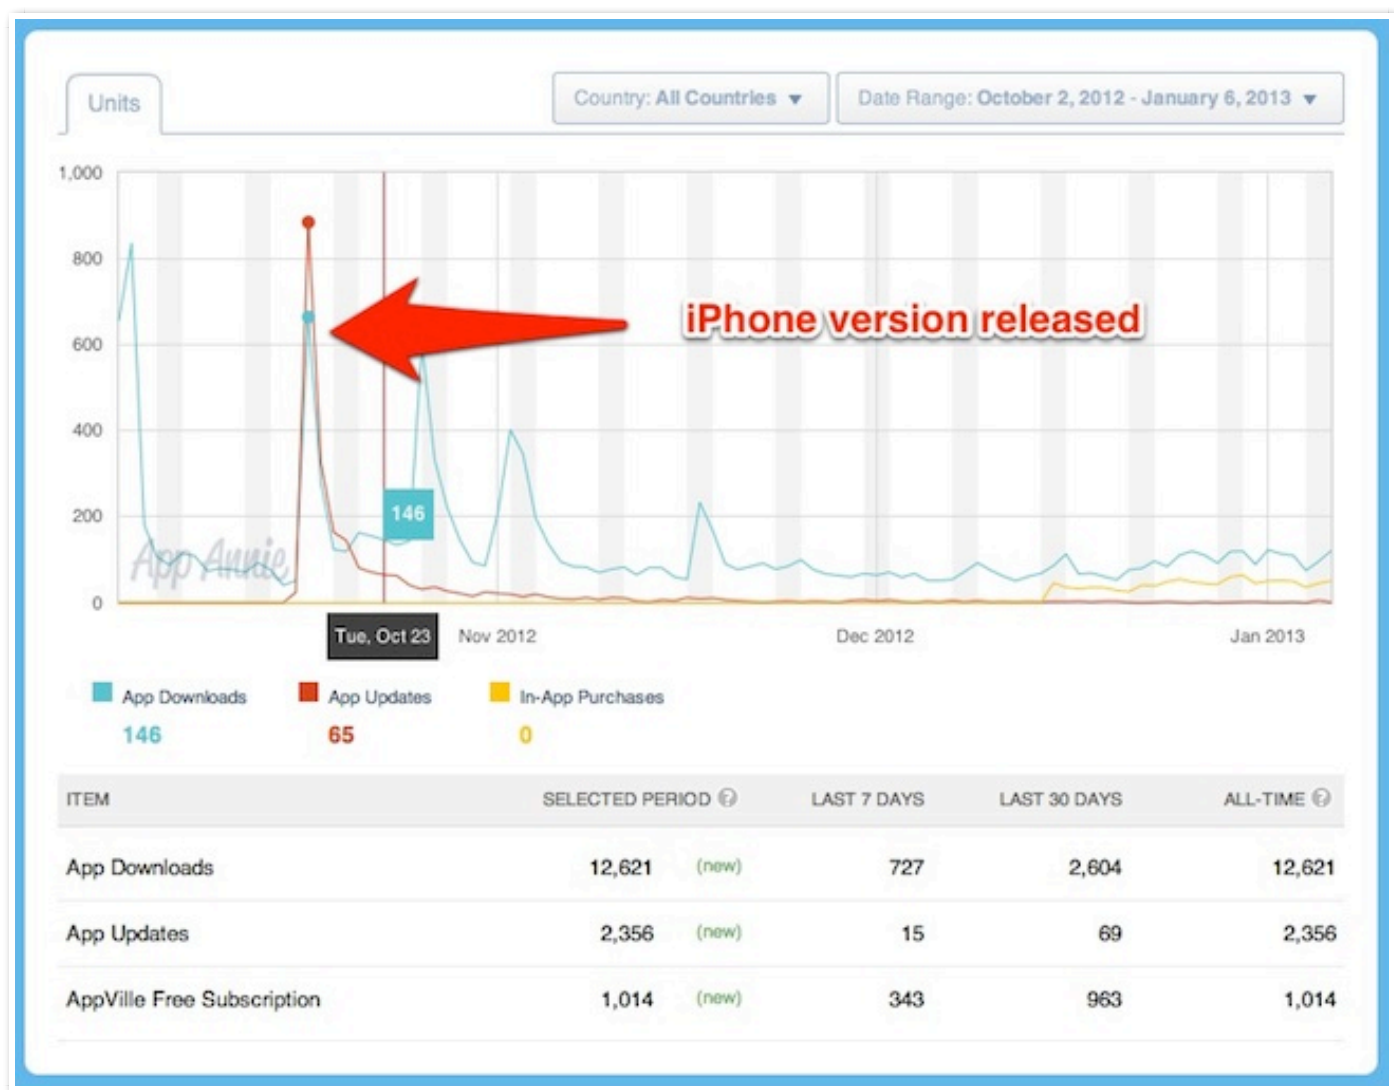 Units
Country: All Countries ▼
Date Range: October 2, 2012 - January 6, 2013 ▼
1,000
800
600
400
200
0
iPhone version released
146
App Annie
Tue, Oct 23
Nov 2012
Dec 2012
Jan 2013
App Downloads
146
App Updates
65
In-App Purchases
0
ITEM SELECTED PERIOD ? LAST 7 DAYS LAST 30 DAYS ALL-TIME ?
App Downloads 12,621 (new) 727 2,604 12,621
App Updates 2,356 (new) 15 69 2,356
AppVille Free Subscription 1,014 (new) 343 963 1,014